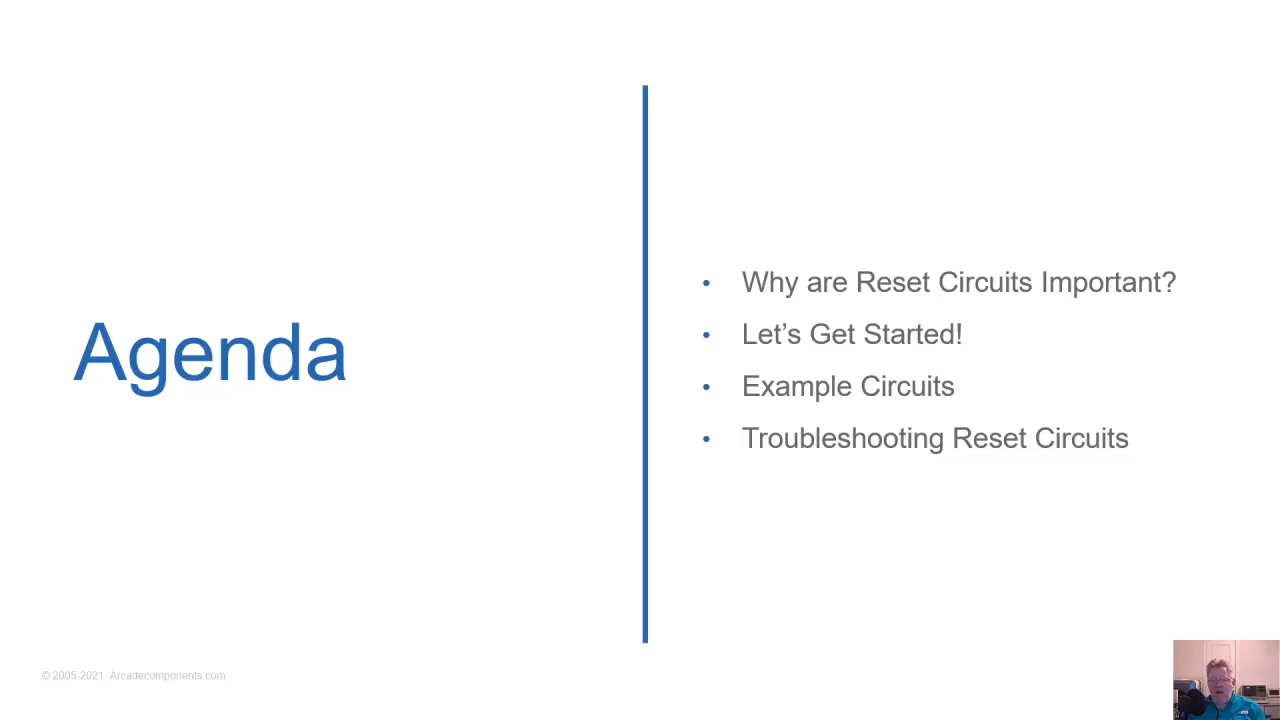 Agenda
• Why are Reset Circuits Important?
• Let’s Get Started!
• Example Circuits
• Troubleshooting Reset Circuits
© 2005-2021 Arcadecomponents.com